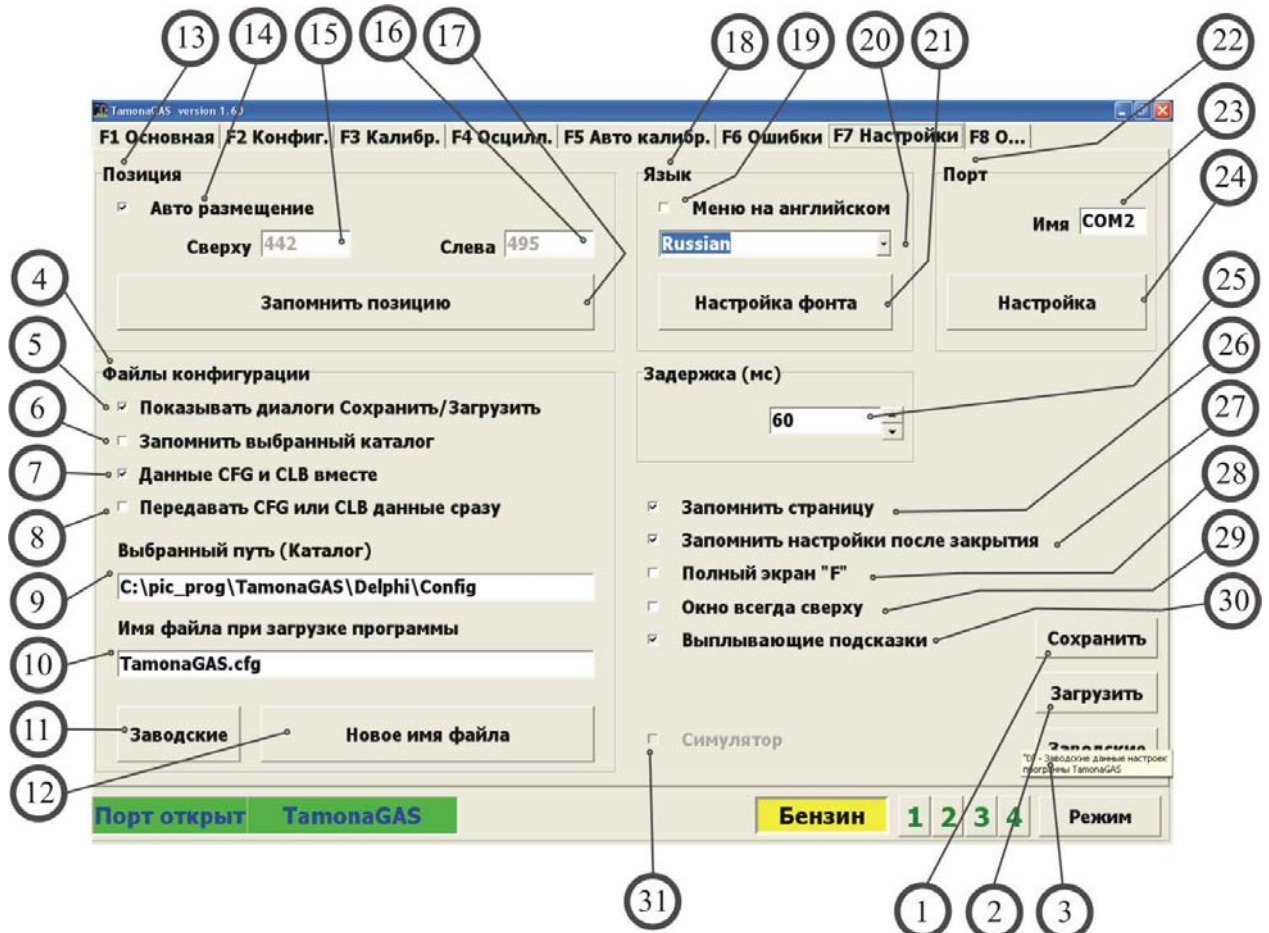 13 14 15 16 17 18 19 20 21 22
TamonaGAS version 1.60
23
F1 Основная F2 Конфиг. F3 Калибр. F4 Осцилл. F5 Авто калибр. F6 Ошибки F7 Настройки F8 О...
Позиция Язык Порт
24
Авто размещение Меню на английском
Имя COM2
Сверху 442 Слева 495 Russian
4
25
Запомнить позицию Настройка фонта Настройка
5
26
Файлы конфигурации Задержка (мс)
6
Показывать диалоги Сохранить/Загрузить
60
27
Запомнить выбранный каталог
7
Данные CFG и CLB вместе
28
8
Передавать CFG или CLB данные сразу Запомнить страницу
29
Выбранный путь (Каталог) Запомнить настройки после закрытия
9
Полный экран "F"
C:\pic_prog\TamonaGAS\Delphi\Config
30
Окно всегда сверху
Имя файла при загрузке программы
Выплывающие подсказки Сохранить
10
TamonaGAS.cfg
Загрузить
11
Заводские Новое имя файла Симулятор Заводские
"D" - Заводские данные настроек
программы TamonaGAS
12
Порт открыт TamonaGAS Бензин 1 2 3 4 Режим
31 1 2 3